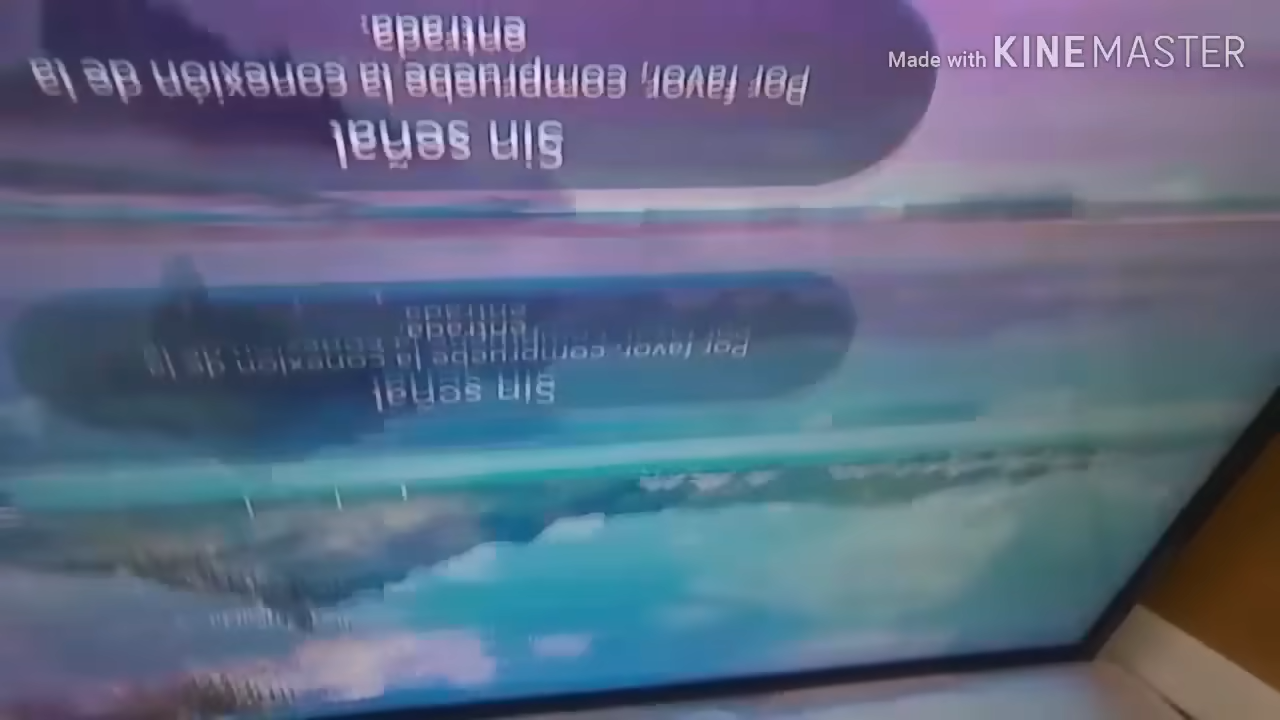 Made with KINEMASTER
Sin señal
Por favor, compruebe la conexión de la
entrada.
Sin señal
Por favor, compruebe la conexión de la
entrada.
entrada